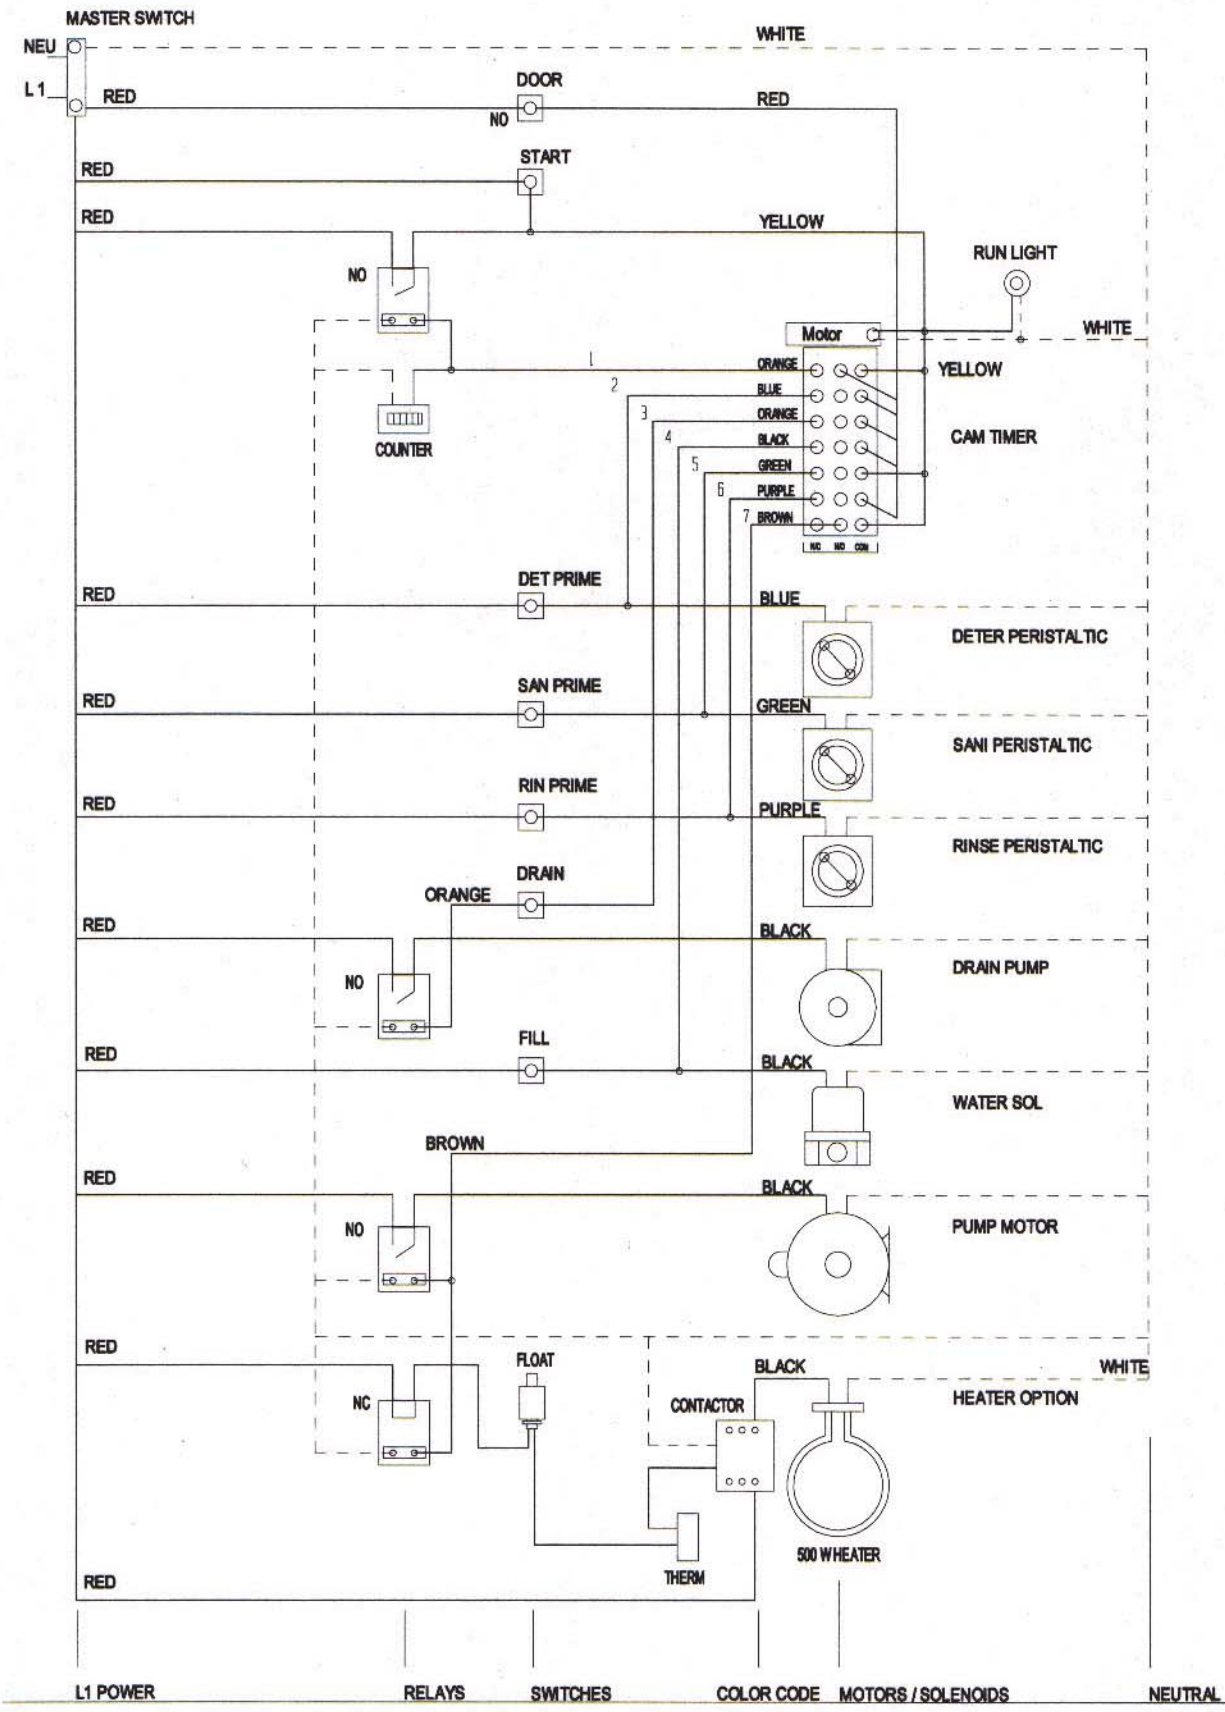 MASTER SWITCH
NEU
WHITE
L1
RED
DOOR
RED
NO
START
RED
RED
YELLOW
RUN LIGHT
NO
Motor
WHITE
1
ORANGE
YELLOW
2
BLUE
3
ORANGE
4
BLACK
CAM TIMER
COUNTER
5
GREEN
6
PURPLE
7
BROWN
N/C
N/O
COM
DET PRIME
RED
BLUE
DETER PERISTALTIC
SAN PRIME
RED
GREEN
SANI PERISTALTIC
RIN PRIME
RED
PURPLE
RINSE PERISTALTIC
DRAIN
ORANGE
RED
BLACK
DRAIN PUMP
NO
FILL
RED
BLACK
WATER SOL
BROWN
RED
BLACK
NO
PUMP MOTOR
RED
FLOAT
BLACK
WHITE
NC
CONTACTOR
HEATER OPTION
500 W HEATER
THERM
RED
L1 POWER
RELAYS
SWITCHES
COLOR CODE
MOTORS / SOLENOIDS
NEUTRAL